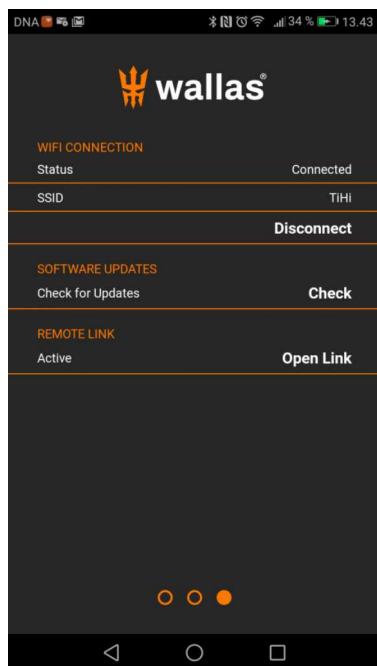 DNA 34 % 13.43
wallas®
WIFI CONNECTION
Status Connected
SSID TiHi
Disconnect
SOFTWARE UPDATES
Check for Updates Check
REMOTE LINK
Active Open Link